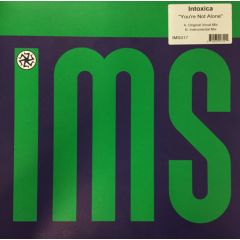 Intoxica
"You're Not Alone"
A. Original Vocal Mix
B. Instrumental Mix
IMS017
iMS